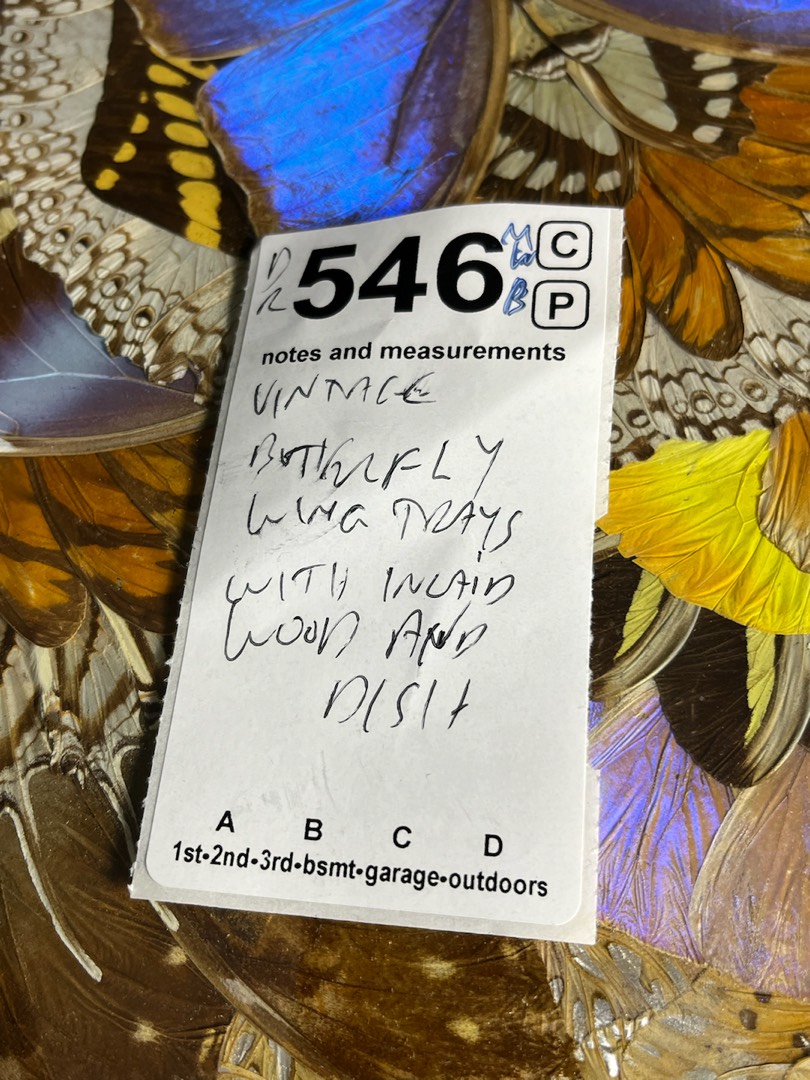 DR 546 C
P
notes and measurements
VINTAGE
BUTTERFLY
WING TRAYS
WITH INLAID
WOOD AND
DISH
A B C D
1st•2nd•3rd•bsmt•garage•outdoors